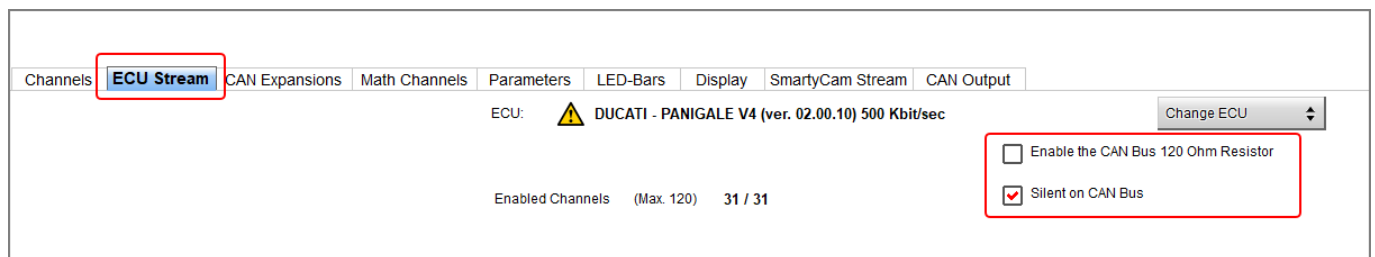 Channels ECU Stream CAN Expansions Math Channels Parameters LED-Bars Display SmartyCam Stream CAN Output
ECU: DUCATI - PANIGALE V4 (ver. 02.00.10) 500 Kbit/sec Change ECU
Enable the CAN Bus 120 Ohm Resistor
Silent on CAN Bus
Enabled Channels (Max. 120) 31 / 31